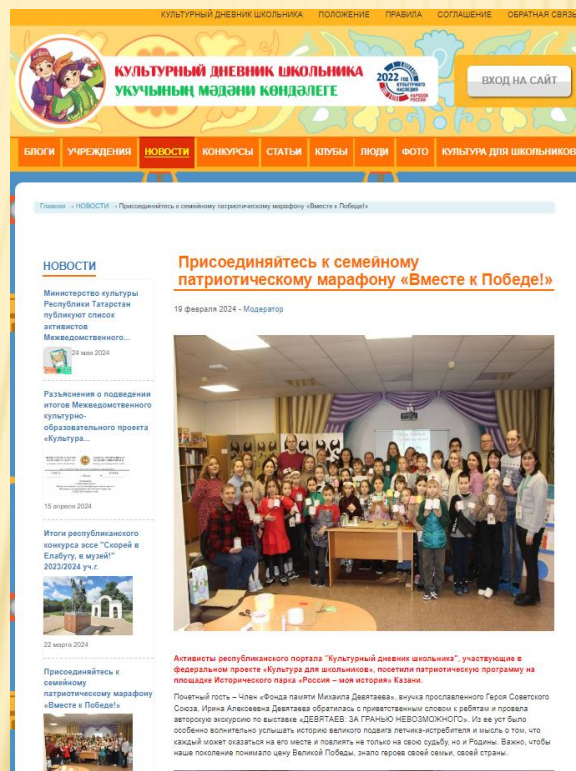 КУЛЬТУРНЫЙ ДНЕВНИК ШКОЛЬНИКА ПОЛОЖЕНИЕ ПРАВИЛА СОГЛАШЕНИЕ ОБРАТНАЯ СВЯЗЬ
КУЛЬТУРНЫЙ ДНЕВНИК ШКОЛЬНИКА
УКУЧЫНЫҢ МӘДӘНИ КӨНДӘЛЕГЕ
2022 ГОД
КУЛЬТУРНОГО
НАСЛЕДИЯ
НАРОДОВ
РОССИИ
ВХОД НА САЙТ
БЛОГИ УЧРЕЖДЕНИЯ НОВОСТИ КОНКУРСЫ СТАТЬИ КЛУБЫ ЛЮДИ ФОТО КУЛЬТУРА ДЛЯ ШКОЛЬНИКОВ
Главная → НОВОСТИ → Присоединяйтесь к семейному патриотическому марафону «Вместе к Победе!»
НОВОСТИ
Министерство культуры
Республики Татарстан
публикуют список
активистов
Межведомственного...
24 мая 2024
Разъяснения о подведении
итогов Межведомственного
культурно-
образовательного проекта
«Культура...
15 апреля 2024
Итоги республиканского
конкурса эссе "Скорей в
Елабугу, в музей!"
2023/2024 уч.г.
22 марта 2024
Присоединяйтесь к
семейному
патриотическому марафону
«Вместе к Победе!»
Присоединяйтесь к семейному
патриотическому марафону «Вместе к Победе!»
19 февраля 2024 - Модератор
Активисты республиканского портала "Культурный дневник школьника", участвующие в
федеральном проекте «Культура для школьников», посетили патриотическую программу на
площадке Исторического парка «Россия – моя история» Казани.
Почетный гость – Член «Фонда памяти Михаила Девятаева», внучка прославленного Героя Советского
Союза, Ирина Алексеевна Девятаева обратилась с приветственным словом к ребятам и провела
авторскую экскурсию по выставке «ДЕВЯТАЕВ: ЗА ГРАНЬЮ НЕВОЗМОЖНОГО». Из ее уст было
особенно волнительно услышать историю великого подвига летчика-истребителя и мысль о том, что
каждый может оказаться на его месте и повлиять не только на свою судьбу, но и Родины. Важно, чтобы
наше поколение понимало цену Великой Победы, знало героев своей семьи, своей страны.